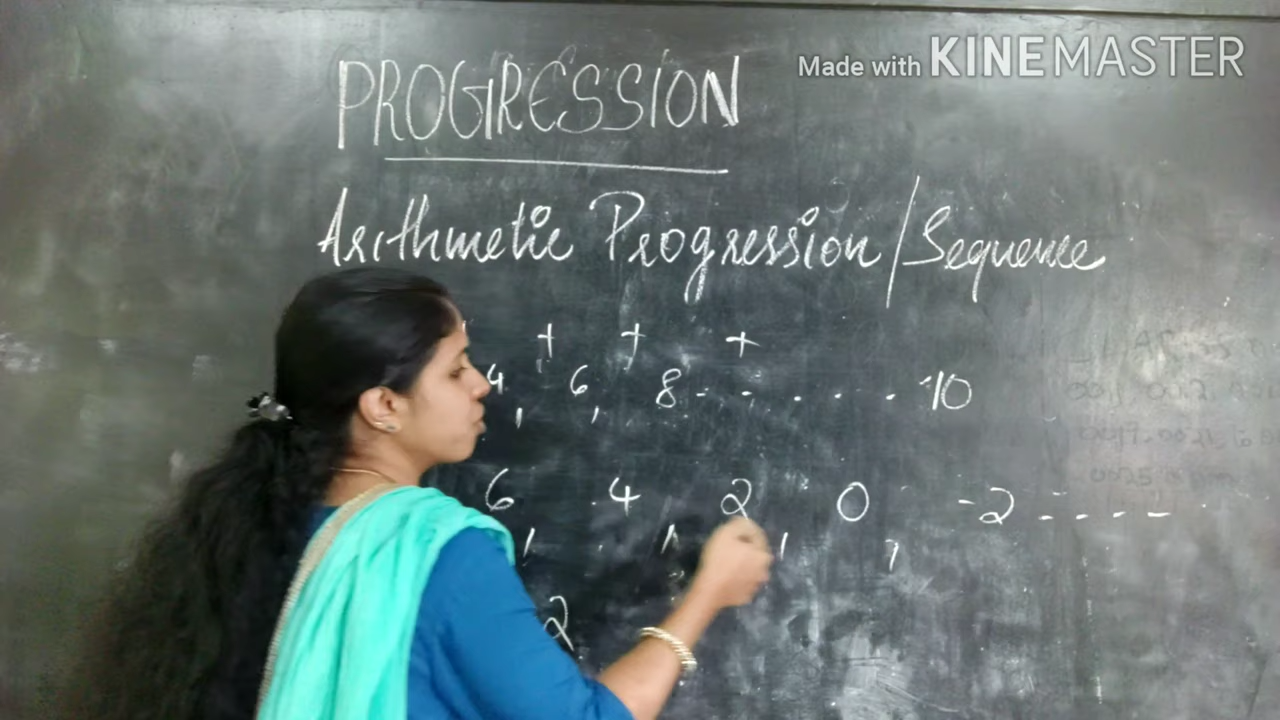 Made with KINEMASTER
PROGRESSION
Arithmetic Progression/Sequence
+ + +
4, 6, 8 - - . . . . 10
6, 4, 2, 0, -2 - - - - .
2